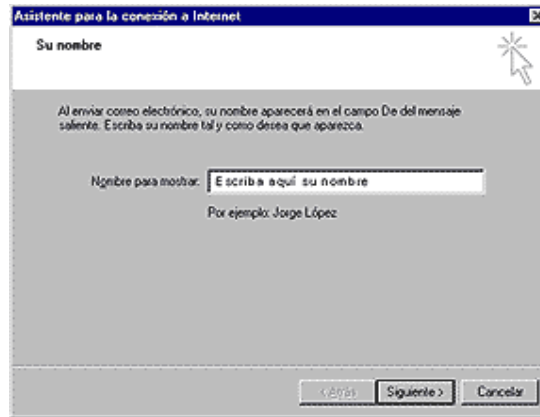 Asistente para la conexión a Internet
Su nombre
Al enviar correo electrónico, su nombre aparecerá en el campo De del mensaje
saliente. Escriba su nombre tal y como desea que aparezca.
Nombre para mostrar: Escriba aquí su nombre
Por ejemplo: Jorge López
< Atrás Siguiente > Cancelar